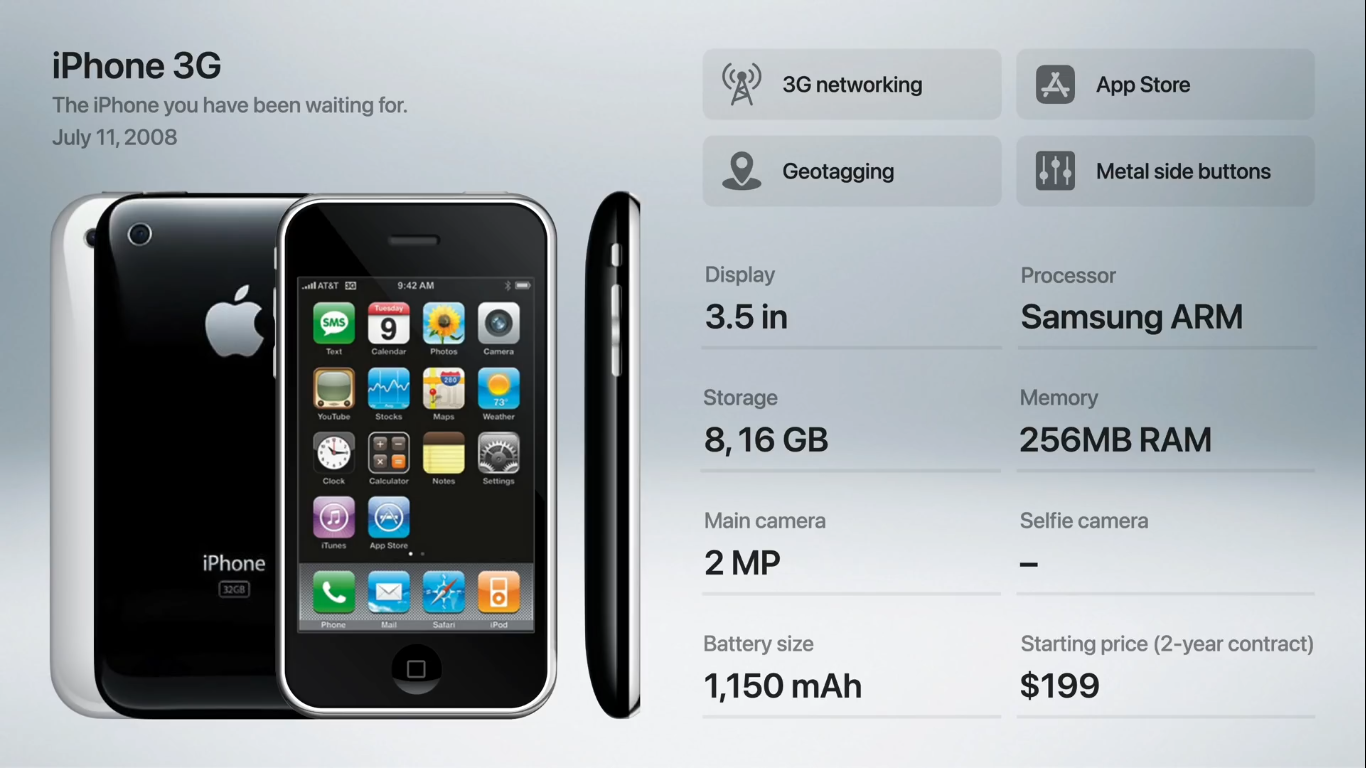 iPhone 3G
The iPhone you have been waiting for.
July 11, 2008
3G networking
App Store
Geotagging
Metal side buttons
AT&T 3G 9:42 AM
SMS
Tuesday
9
Text Calendar Photos Camera
280
73°
YouTube Stocks Maps Weather
Clock Calculator Notes Settings
iTunes App Store
Phone Mail Safari iPod
iPhone
32GB
Display
3.5 in
Processor
Samsung ARM
Storage
8, 16 GB
Memory
256MB RAM
Main camera
2 MP
Selfie camera
–
Battery size
1,150 mAh
Starting price (2-year contract)
$199